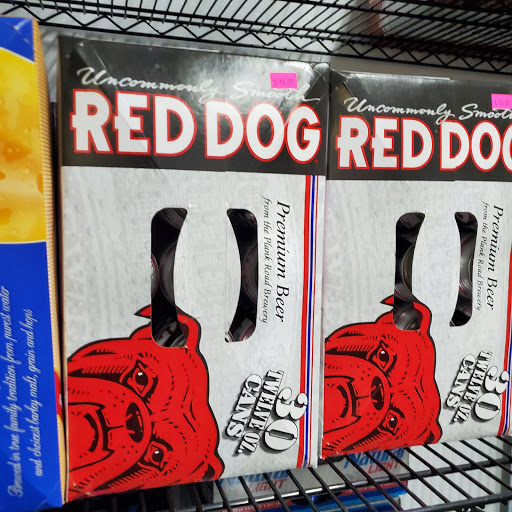 Uncommonly Smooth
RED DOG
Premium Beer
from the Plank Road Brewery
30
TWELVE OZ.
CANS
Uncommonly Smooth
RED DOG
Premium Beer
from the Plank Road Brewery
30
TWELVE OZ.
CANS
Brewed in true family tradition from purest water
and choicest barley malt, grain and hops
LIGHT